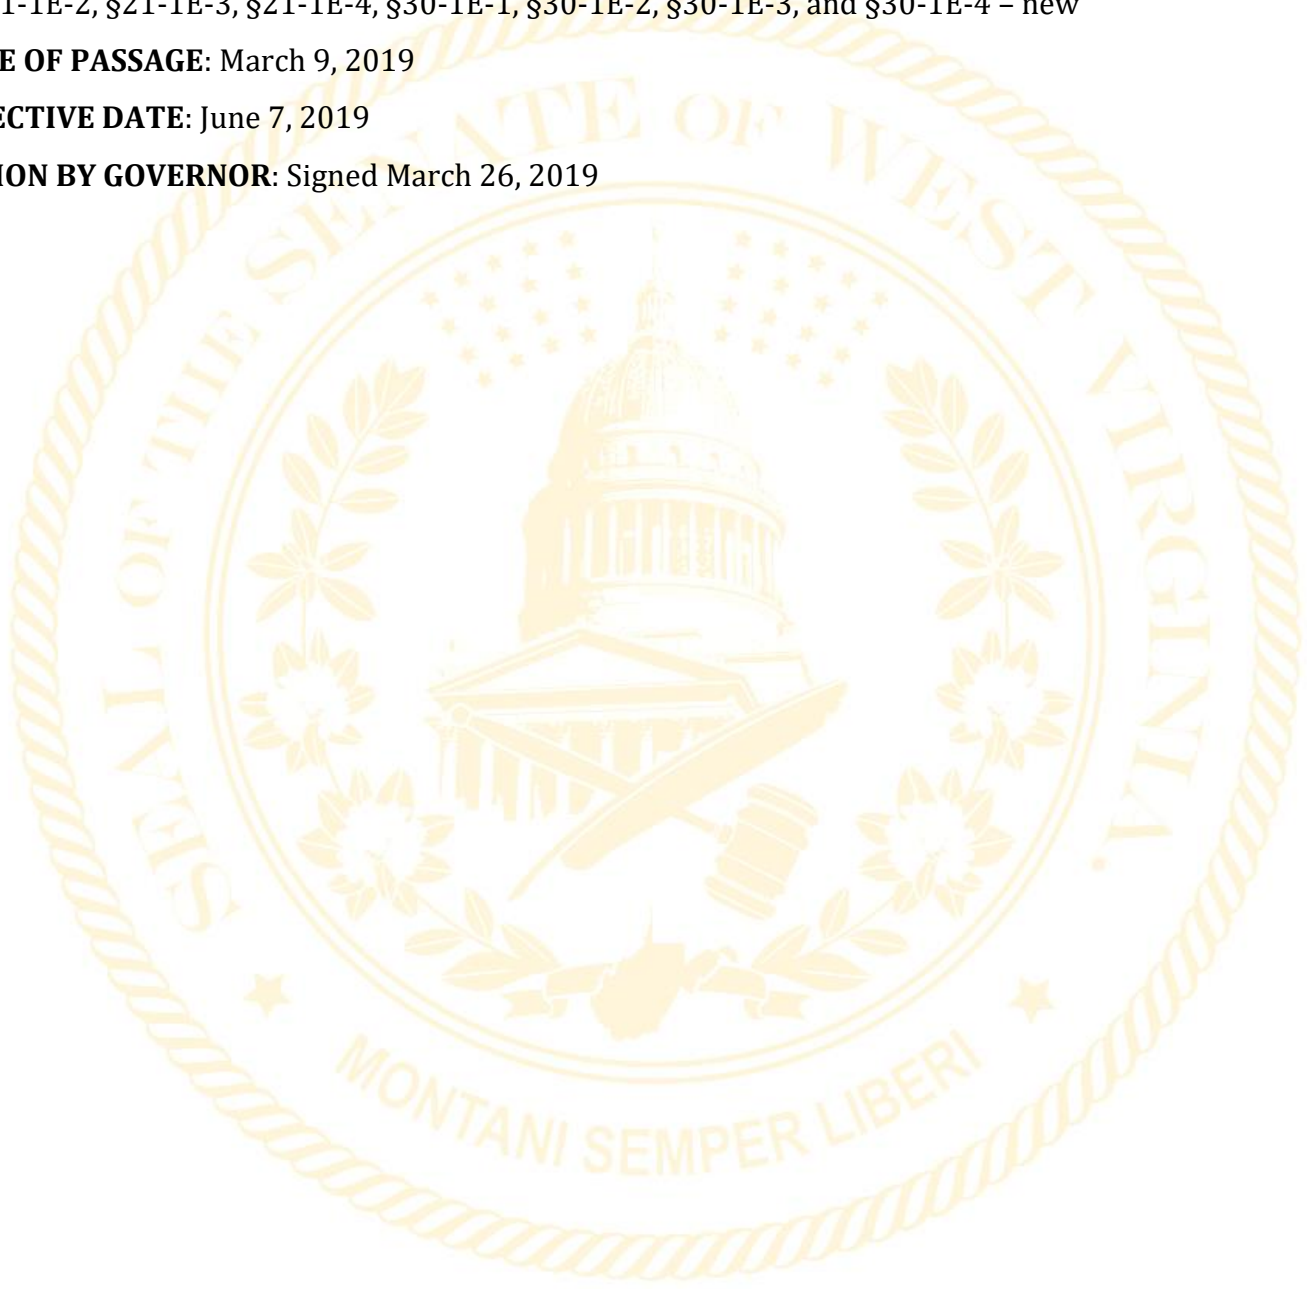 1-1E-2, §21-1E-3, §21-1E-4, §30-1E-1, §30-1E-2, §30-1E-3, and §30-1E-4 – new
E OF PASSAGE: March 9, 2019
ECTIVE DATE: June 7, 2019
ION BY GOVERNOR: Signed March 26, 2019
SEAL OF THE SENATE OF WEST VIRGINIA
MONTANI SEMPER LIBERI